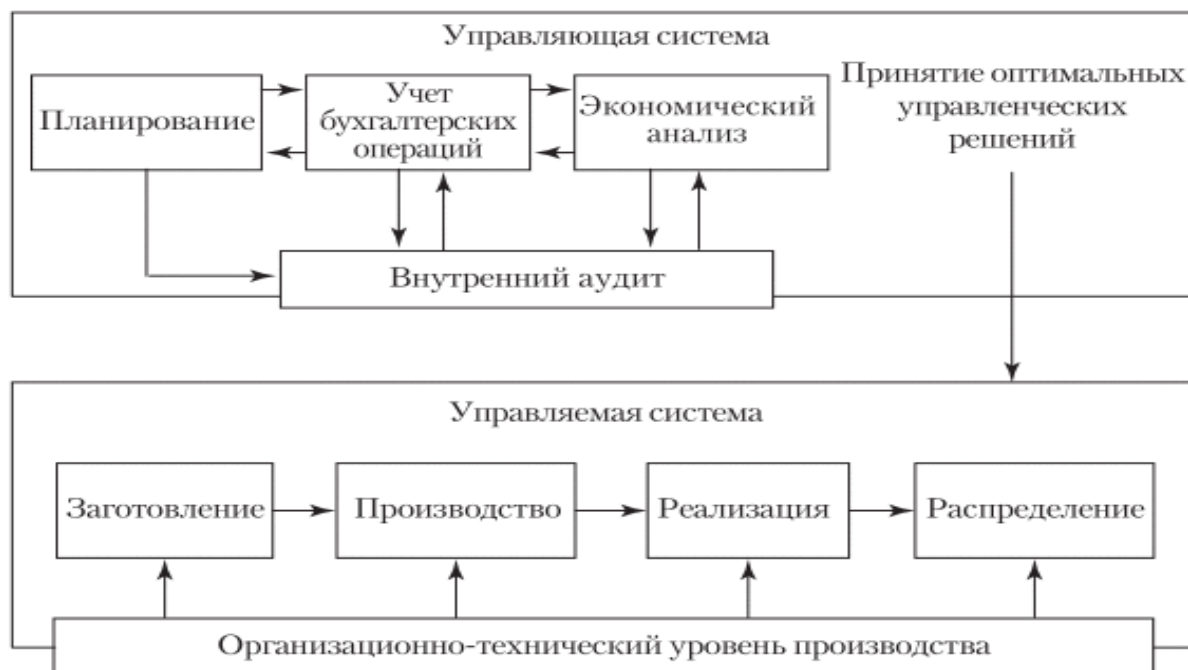 Управляющая система
Планирование
Учет
бухгалтерских
операций
Экономический
анализ
Принятие оптимальных
управленческих
решений
Внутренний аудит
Управляемая система
Заготовление
Производство
Реализация
Распределение
Организационно-технический уровень производства